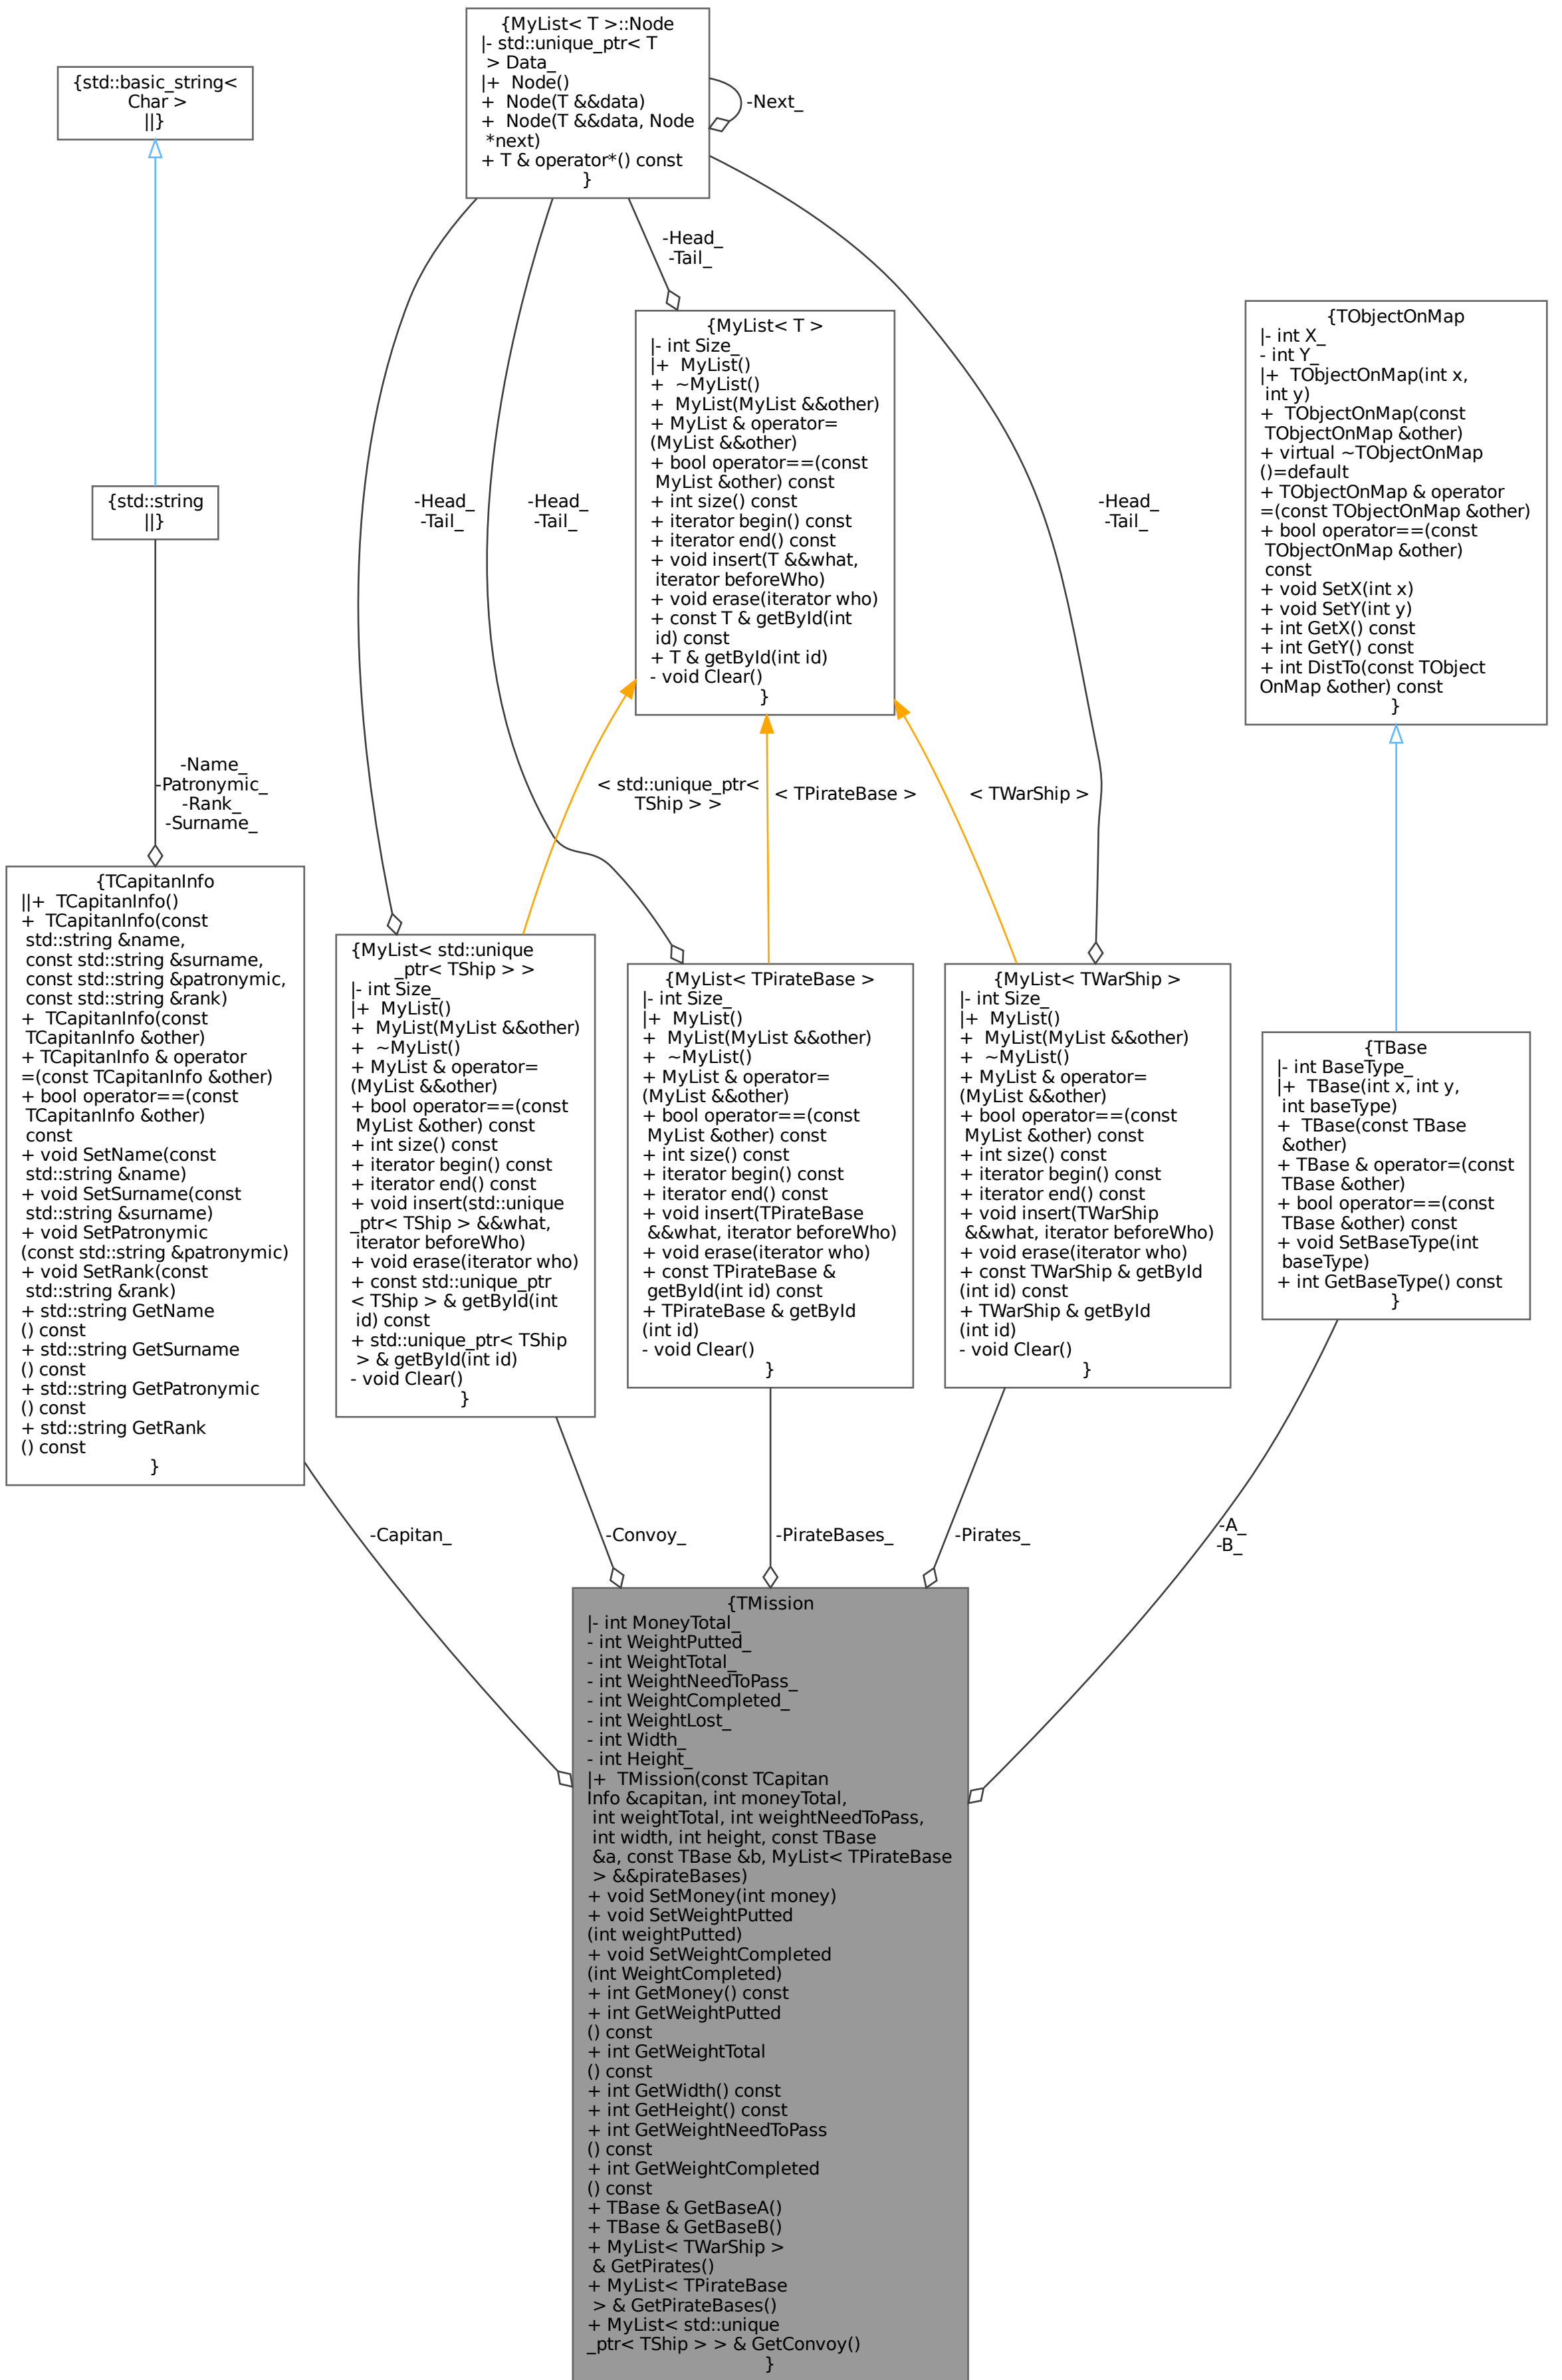 {MyList< T >::Node
|- std::unique_ptr< T
> Data_
|+  Node()
+  Node(T &&data)
+  Node(T &&data, Node
*next)
+ T & operator*() const
}
{std::basic_string<
Char >
||}
-Next_
-Head_
-Tail_
{MyList< T >
|- int Size_
|+  MyList()
+  ~MyList()
+  MyList(MyList &&other)
+ MyList & operator=
(MyList &&other)
+ bool operator==(const
MyList &other) const
+ int size() const
+ iterator begin() const
+ iterator end() const
+ void insert(T &&what,
iterator beforeWho)
+ void erase(iterator who)
+ const T & getById(int
id) const
+ T & getById(int id)
- void Clear()
}
{TObjectOnMap
|- int X_
- int Y_
|+  TObjectOnMap(int x,
int y)
+  TObjectOnMap(const
TObjectOnMap &other)
+ virtual ~TObjectOnMap
()=default
+ TObjectOnMap & operator
=(const TObjectOnMap &other)
+ bool operator==(const
TObjectOnMap &other)
const
+ void SetX(int x)
+ void SetY(int y)
+ int GetX() const
+ int GetY() const
+ int DistTo(const TObject
OnMap &other) const
}
{std::string
||}
-Head_
-Tail_
-Head_
-Tail_
-Head_
-Tail_
-Name_
-Patronymic_
-Rank_
-Surname_
< std::unique_ptr<
TShip > >
< TPirateBase >
< TWarShip >
{TCapitanInfo
||+  TCapitanInfo()
+  TCapitanInfo(const
std::string &name,
const std::string &surname,
const std::string &patronymic,
const std::string &rank)
+  TCapitanInfo(const
TCapitanInfo &other)
+ TCapitanInfo & operator
=(const TCapitanInfo &other)
+ bool operator==(const
TCapitanInfo &other)
const
+ void SetName(const
std::string &name)
+ void SetSurname(const
std::string &surname)
+ void SetPatronymic
(const std::string &patronymic)
+ void SetRank(const
std::string &rank)
+ std::string GetName
() const
+ std::string GetSurname
() const
+ std::string GetPatronymic
() const
+ std::string GetRank
() const
}
{MyList< std::unique
_ptr< TShip > >
|- int Size_
|+  MyList()
+  MyList(MyList &&other)
+  ~MyList()
+ MyList & operator=
(MyList &&other)
+ bool operator==(const
MyList &other) const
+ int size() const
+ iterator begin() const
+ iterator end() const
+ void insert(std::unique
_ptr< TShip > &&what,
iterator beforeWho)
+ void erase(iterator who)
+ const std::unique_ptr
< TShip > & getById(int
id) const
+ std::unique_ptr< TShip
> & getById(int id)
- void Clear()
}
{MyList< TPirateBase >
|- int Size_
|+  MyList()
+  MyList(MyList &&other)
+  ~MyList()
+ MyList & operator=
(MyList &&other)
+ bool operator==(const
MyList &other) const
+ int size() const
+ iterator begin() const
+ iterator end() const
+ void insert(TPirateBase
&&what, iterator beforeWho)
+ void erase(iterator who)
+ const TPirateBase &
getById(int id) const
+ TPirateBase & getById
(int id)
- void Clear()
}
{MyList< TWarShip >
|- int Size_
|+  MyList()
+  MyList(MyList &&other)
+  ~MyList()
+ MyList & operator=
(MyList &&other)
+ bool operator==(const
MyList &other) const
+ int size() const
+ iterator begin() const
+ iterator end() const
+ void insert(TWarShip
&&what, iterator beforeWho)
+ void erase(iterator who)
+ const TWarShip & getById
(int id) const
+ TWarShip & getById
(int id)
- void Clear()
}
{TBase
|- int BaseType_
|+  TBase(int x, int y,
int baseType)
+  TBase(const TBase
&other)
+ TBase & operator=(const
TBase &other)
+ bool operator==(const
TBase &other) const
+ void SetBaseType(int
baseType)
+ int GetBaseType() const
}
-Capitan_
-Convoy_
-PirateBases_
-Pirates_
-A_
-B_
{TMission
|- int MoneyTotal_
- int WeightPutted_
- int WeightTotal_
- int WeightNeedToPass_
- int WeightCompleted_
- int WeightLost_
- int Width_
- int Height_
|+  TMission(const TCapitan
Info &capitan, int moneyTotal,
int weightTotal, int weightNeedToPass,
int width, int height, const TBase
&a, const TBase &b, MyList< TPirateBase
> &&pirateBases)
+ void SetMoney(int money)
+ void SetWeightPutted
(int weightPutted)
+ void SetWeightCompleted
(int WeightCompleted)
+ int GetMoney() const
+ int GetWeightPutted
() const
+ int GetWeightTotal
() const
+ int GetWidth() const
+ int GetHeight() const
+ int GetWeightNeedToPass
() const
+ int GetWeightCompleted
() const
+ TBase & GetBaseA()
+ TBase & GetBaseB()
+ MyList< TWarShip >
& GetPirates()
+ MyList< TPirateBase
> & GetPirateBases()
+ MyList< std::unique
_ptr< TShip > > & GetConvoy()
}